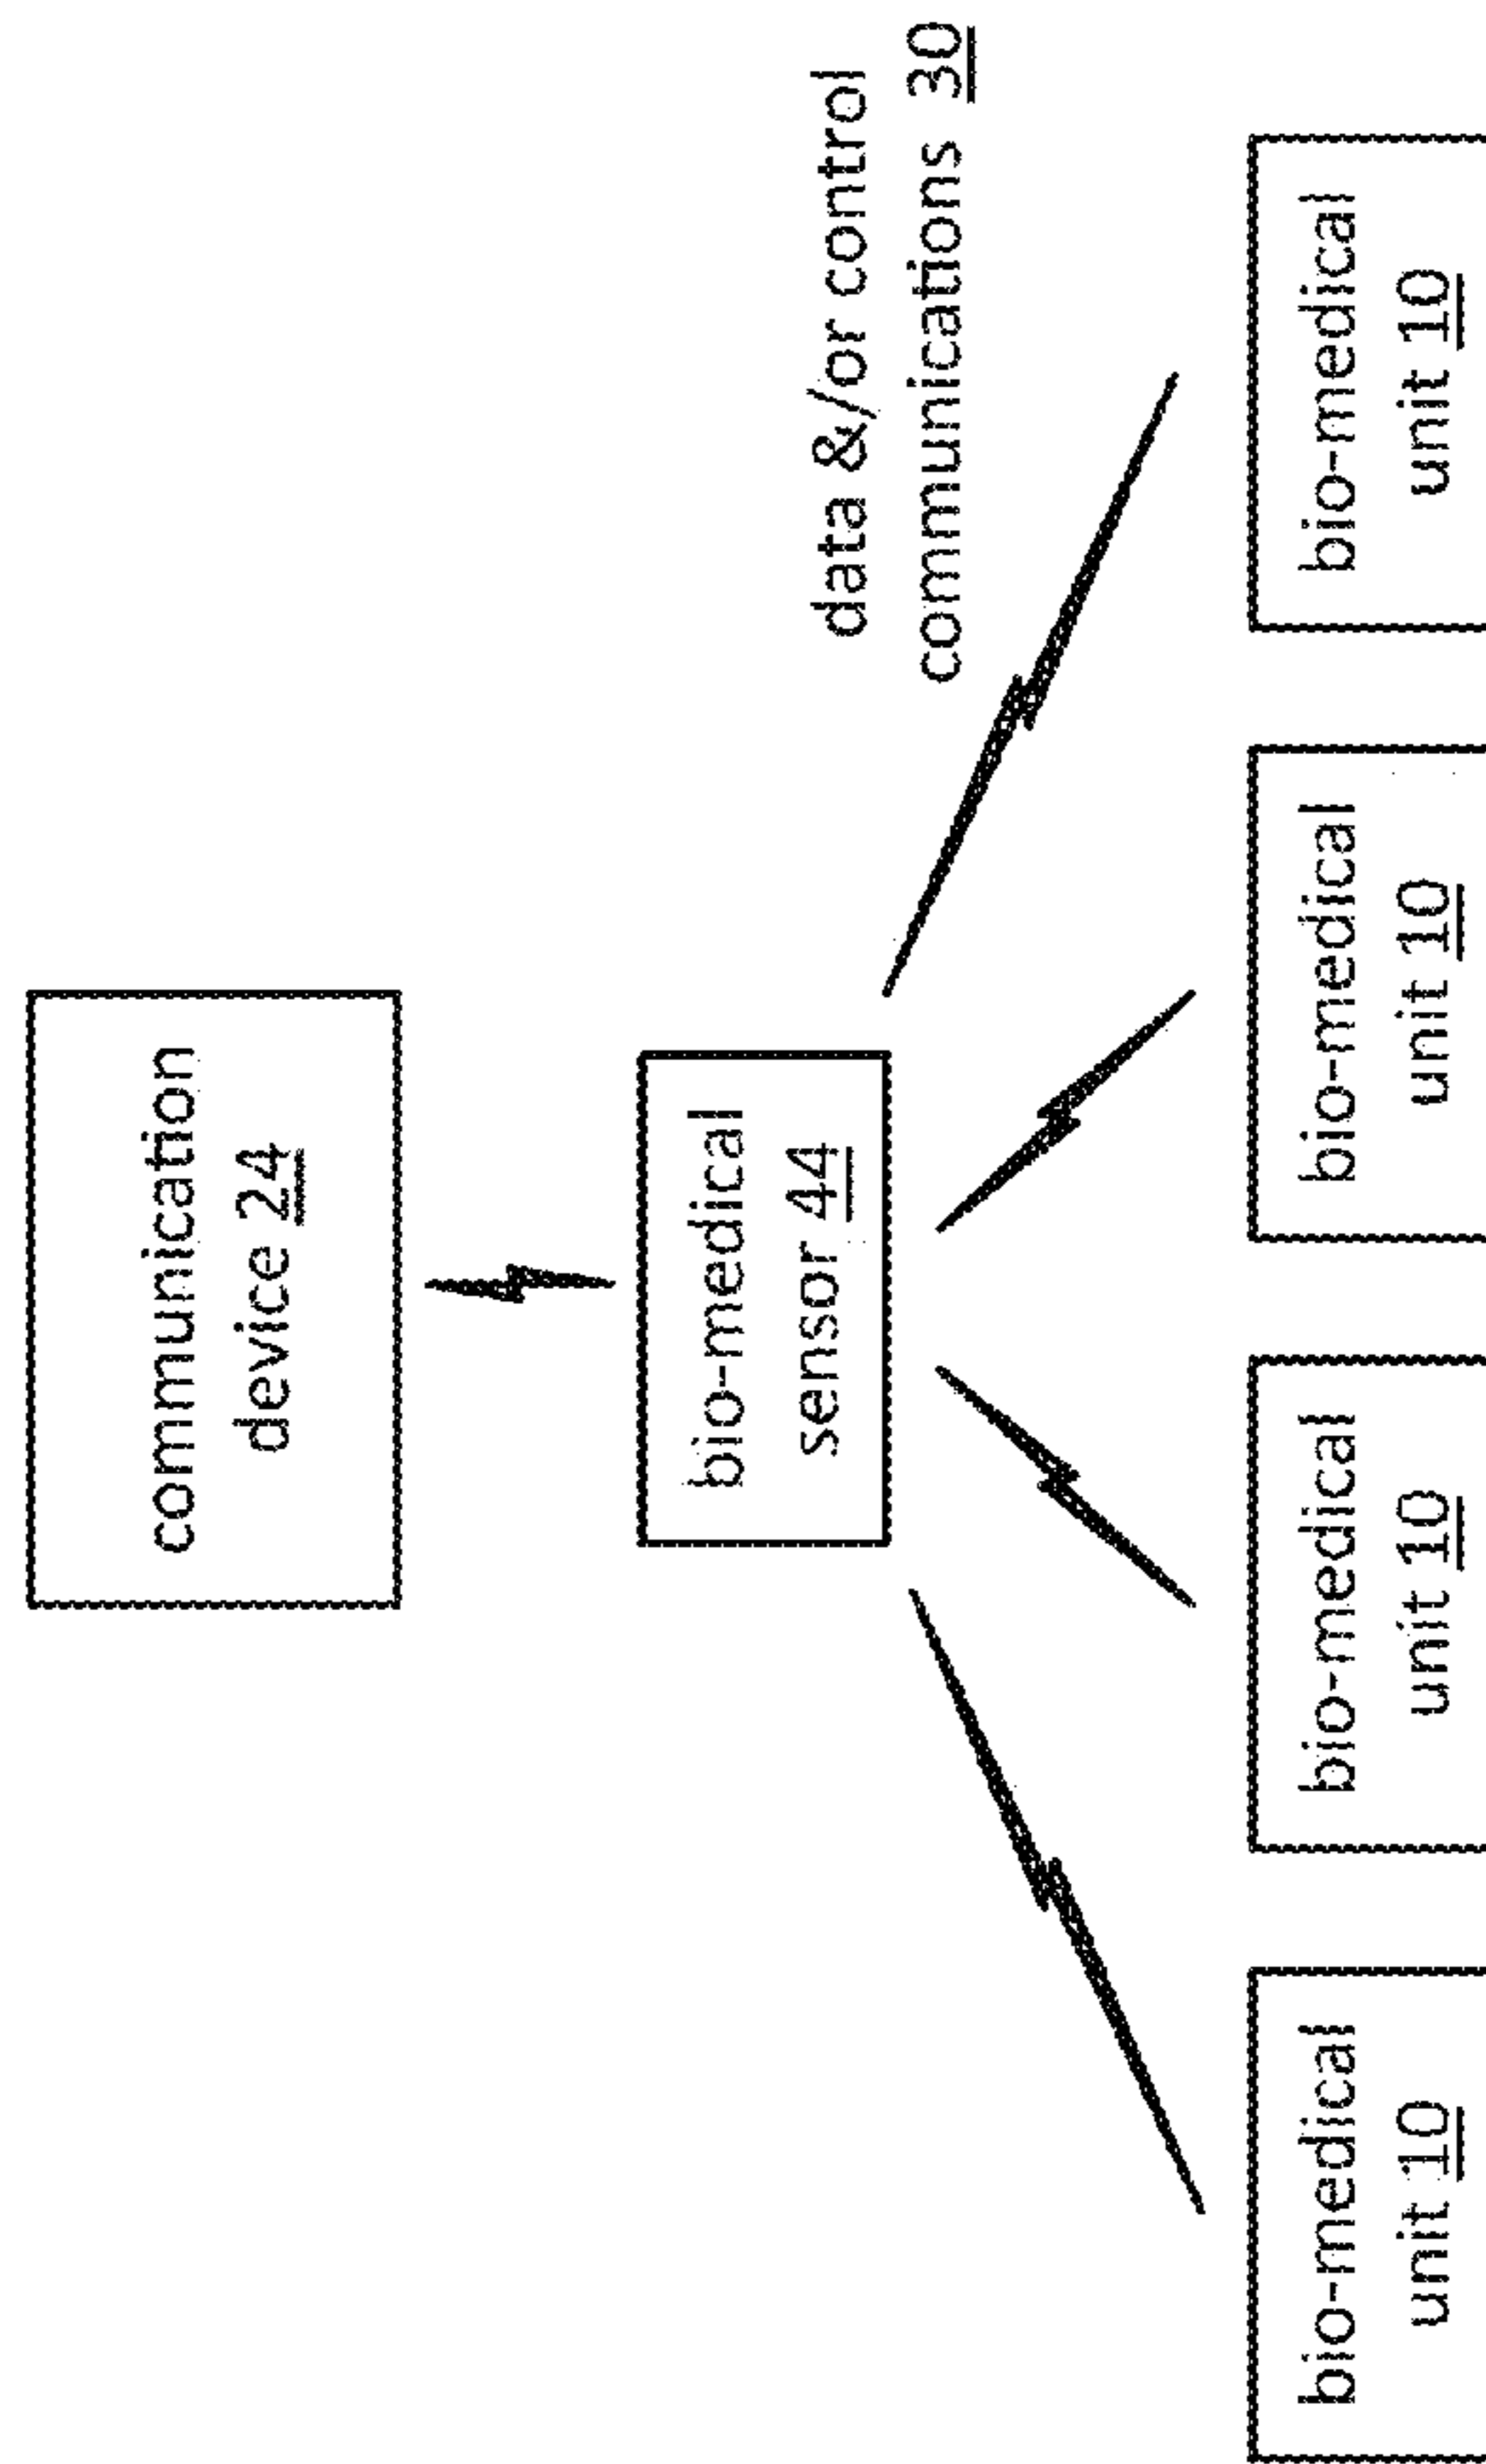 communication
device 24
bio-medical
sensor 44
data &/or control
communications 30
bio-medical
unit 10
bio-medical
unit 10
bio-medical
unit 10
bio-medical
unit 10